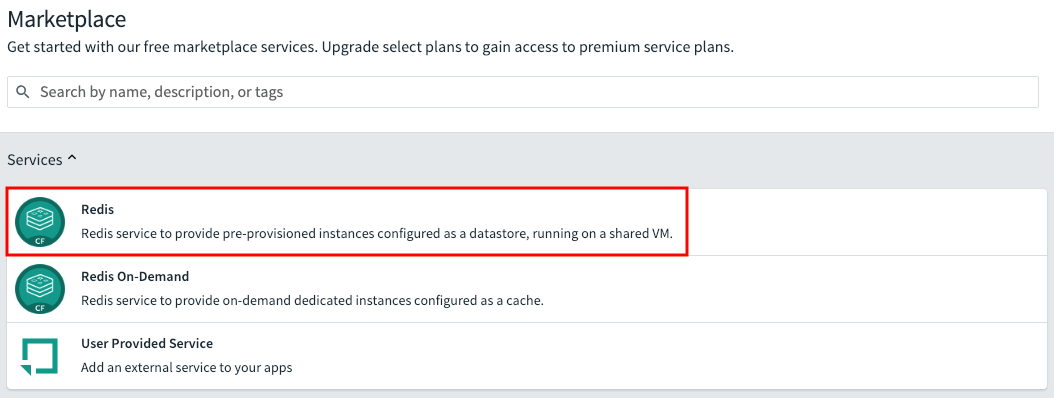 Marketplace
Get started with our free marketplace services. Upgrade select plans to gain access to premium service plans.
Search by name, description, or tags
Services
Redis
Redis service to provide pre-provisioned instances configured as a datastore, running on a shared VM.
CF
Redis On-Demand
Redis service to provide on-demand dedicated instances configured as a cache.
CF
User Provided Service
Add an external service to your apps